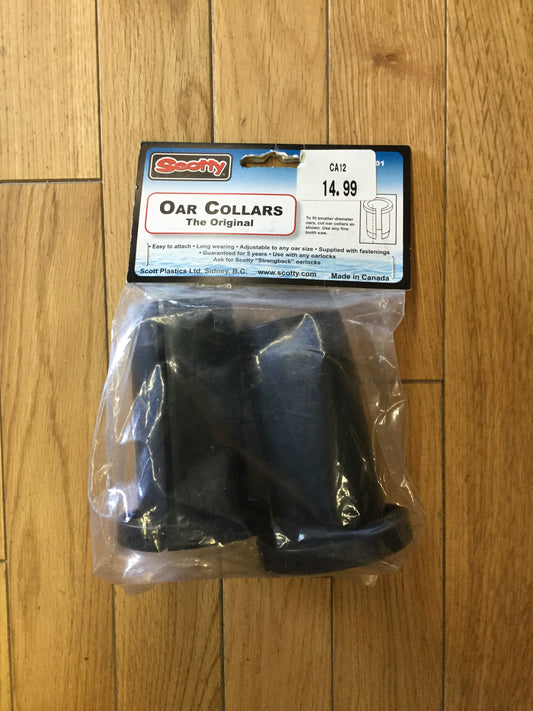 Scotty
01
CA12
14.99
OAR COLLARS
The Original
To fit smaller diameter
oars, cut oar collars as
shown. Use any fine
tooth saw.
• Easy to attach • Long wearing • Adjustable to any oar size • Supplied with fastenings
• Guaranteed for 5 years • Use with any oarlocks
Ask for Scotty "Strongback" oarlocks
Scott Plastics Ltd. Sidney, B.C. www.scotty.com Made in Canada